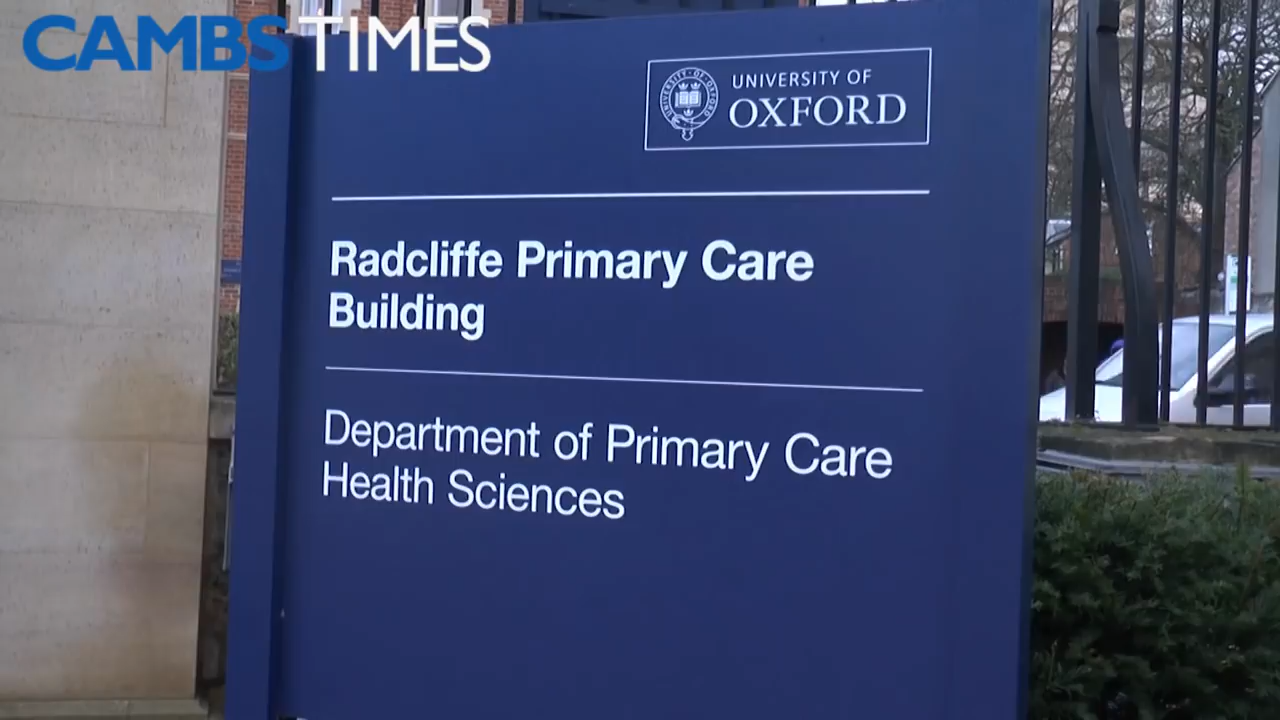 CAMBS TIMES
UNIVERSITY OF
OXFORD
Radcliffe Primary Care
Building
Department of Primary Care
Health Sciences